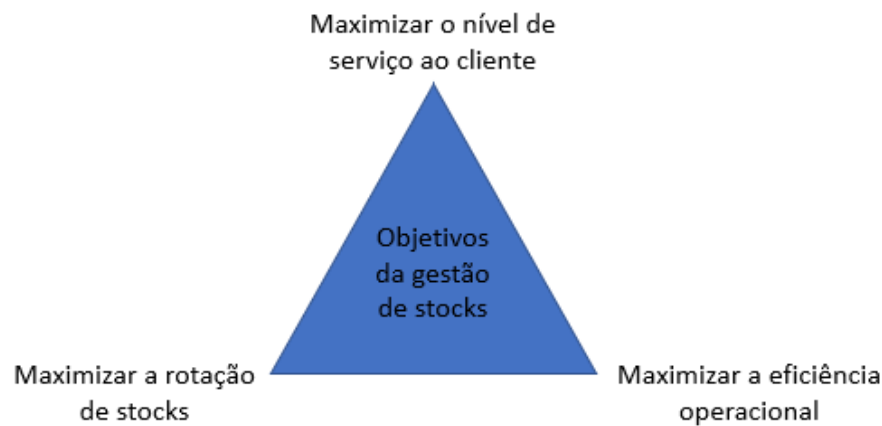 Maximizar o nível de
serviço ao cliente
Objetivos
da gestão
de stocks
Maximizar a rotação
de stocks
Maximizar a eficiência
operacional